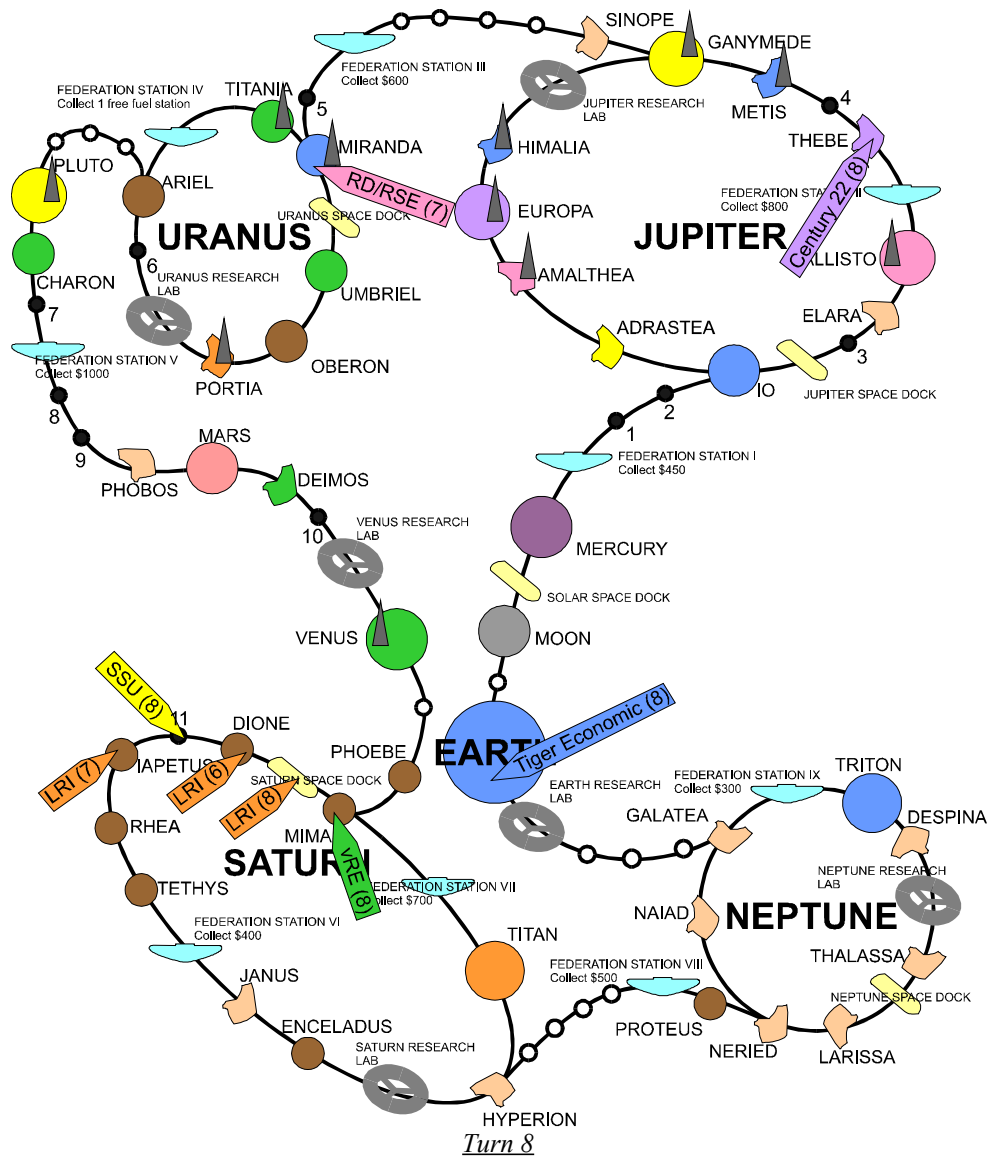 SINOPE
GANYMEDE
FEDERATION STATION III
Collect $600
FEDERATION STATION IV
Collect 1 free fuel station
TITANIA
5
JUPITER RESEARCH
LAB
METIS
4
THEBE
PLUTO
MIRANDA
HIMALIA
ARIEL
RD/RSE (7)
Century 22 (8)
Collect $800
URANUS SPACE DOCK
EUROPA
URANUS
JUPITER
6
URANUS RESEARCH
LAB
CHARON
UMBRIEL
AMALTHEA
7
ELARA
ADRASTEA
3
FEDERATION STATION V
Collect $1000
OBERON
PORTIA
IO
JUPITER SPACE DOCK
8
2
1
9
MARS
FEDERATION STATION I
Collect $450
PHOBOS
DEIMOS
10
VENUS RESEARCH
LAB
MERCURY
SOLAR SPACE DOCK
VENUS
MOON
SSU (8)
11
DIONE
Tiger Economic (8)
PHOEBE
LRI (7)
IAPETUS
LRI (6)
SATURN SPACE DOCK
LRI (8)
EARTH RESEARCH
LAB
FEDERATION STATION IX
Collect $300
TRITON
GALATEA
DESPINA
RHEA
SATURN
vRE (8)
NEPTUNE RESEARCH
LAB
TETHYS
FEDERATION STATION VII
Collect $700
NAIAD
NEPTUNE
FEDERATION STATION VI
Collect $400
TITAN
THALASSA
JANUS
FEDERATION STATION VIII
Collect $500
NEPTUNE SPACE DOCK
ENCELADUS
PROTEUS
SATURN RESEARCH
LAB
NERIED
LARISSA
HYPERION
Turn 8